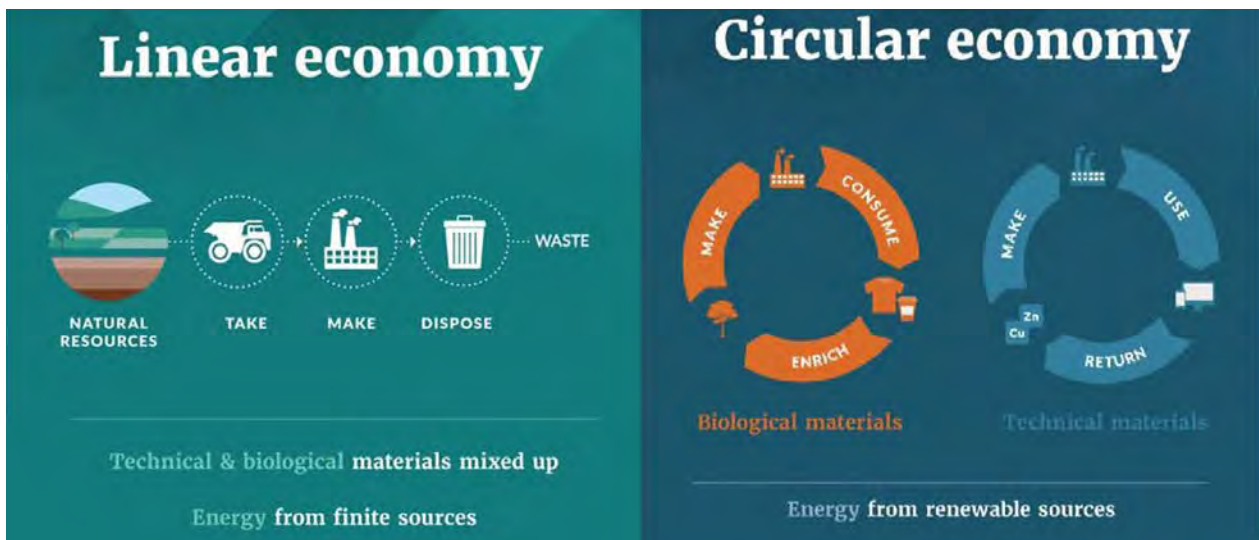 Linear economy
WASTE
NATURAL
RESOURCES
TAKE
MAKE
DISPOSE
Technical & biological materials mixed up
Energy from finite sources
Circular economy
MAKE
CONSUME
ENRICH
Biological materials
MAKE
USE
Zn
Cu
RETURN
Technical materials
Energy from renewable sources